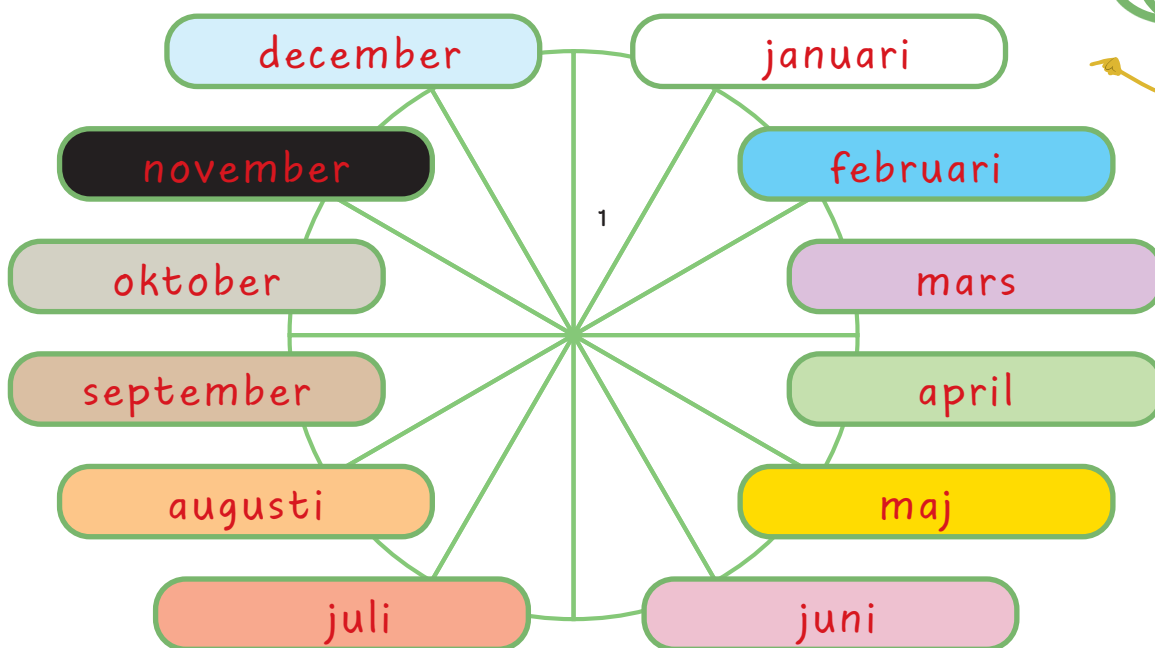 december
januari
november
februari
1
oktober
mars
september
april
augusti
maj
juli
juni